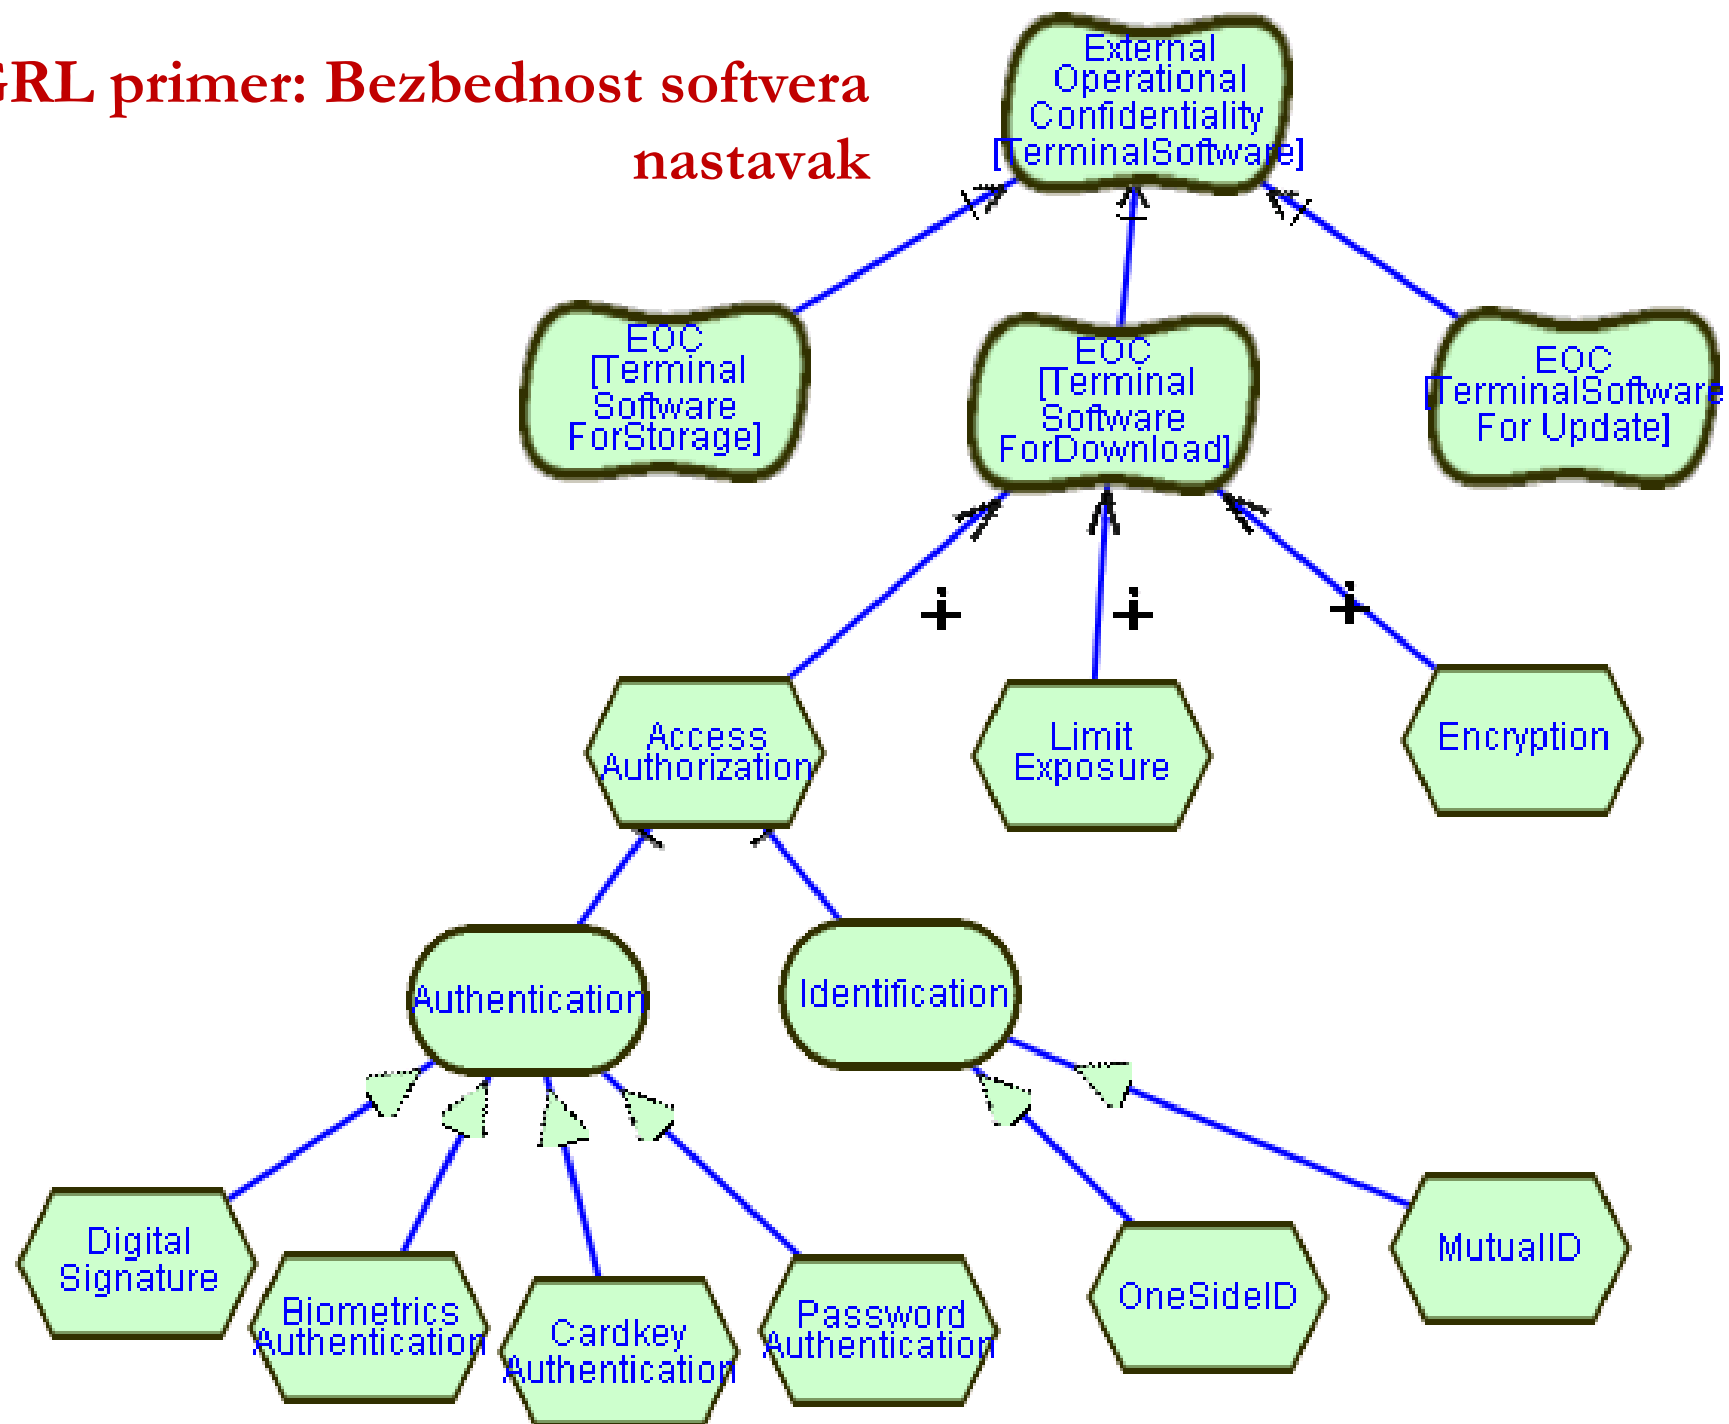 GRL primer: Bezbednost softvera
nastavak
External
Operational
Confidentiality
[TerminalSoftware]
EOC
[Terminal
Software
ForStorage]
EOC
[Terminal
Software
ForDownload]
EOC
[TerminalSoftware
For Update]
+
+
+
Access
Authorization
Limit
Exposure
Encryption
Authentication
Identification
Digital
Signature
Biometrics
Authentication
Cardkey
Authentication
Password
Authentication
OneSideID
MutualID